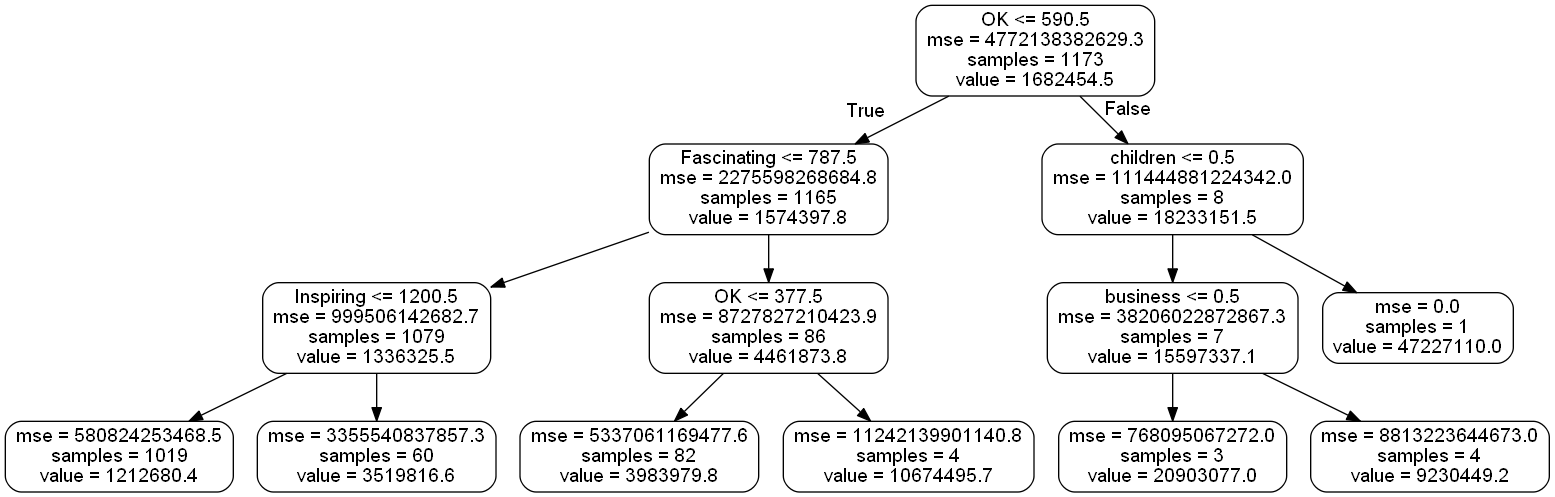 OK <= 590.5
mse = 4772138382629.3
samples = 1173
value = 1682454.5
True
False
Fascinating <= 787.5
mse = 2275598268684.8
samples = 1165
value = 1574397.8
children <= 0.5
mse = 111444881224342.0
samples = 8
value = 18233151.5
Inspiring <= 1200.5
mse = 999506142682.7
samples = 1079
value = 1336325.5
OK <= 377.5
mse = 8727827210423.9
samples = 86
value = 4461873.8
business <= 0.5
mse = 38206022872867.3
samples = 7
value = 15597337.1
mse = 0.0
samples = 1
value = 47227110.0
mse = 580824253468.5
samples = 1019
value = 1212680.4
mse = 3355540837857.3
samples = 60
value = 3519816.6
mse = 5337061169477.6
samples = 82
value = 3983979.8
mse = 11242139901140.8
samples = 4
value = 10674495.7
mse = 768095067272.0
samples = 3
value = 20903077.0
mse = 8813223644673.0
samples = 4
value = 9230449.2